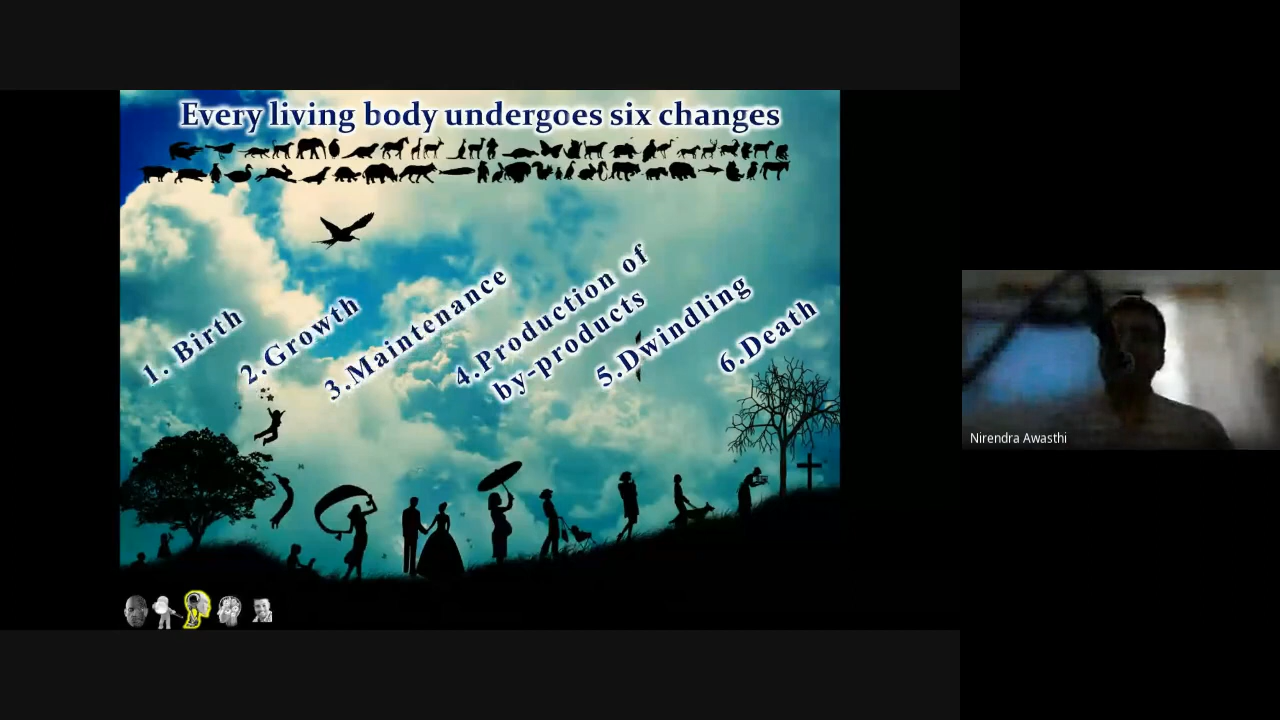 Every living body undergoes six changes
1. Birth
2.Growth
3.Maintenance
4.Production of
by-products
5.Dwindling
6.Death
Nirendra Awasthi